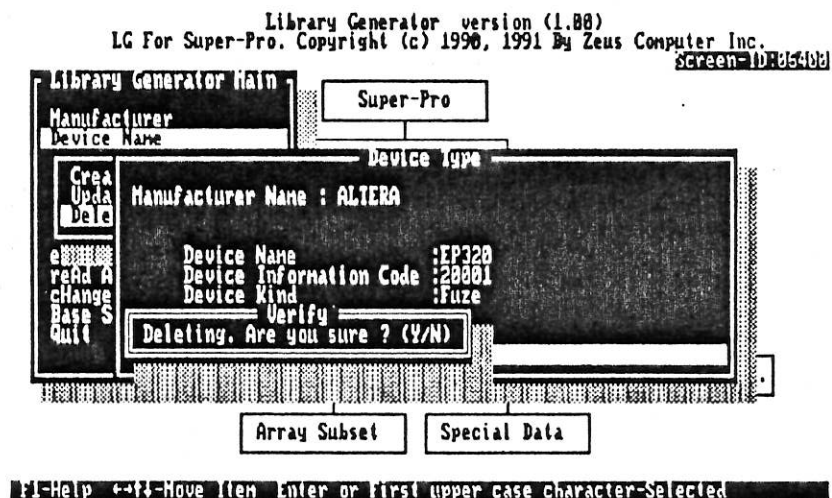 Library Generator version (1.00)
LG For Super-Pro. Copyright (c) 1990, 1991 By Zeus Computer Inc.
Screen-ID:06400
Library Generator Main
Super-Pro
Manufacturer
Device Name
Device Type
Crea
Upda
Dele
Manufacturer Name : ALTERA
e
Device Name :EP320
reAd A
Device Information Code :20001
cHange
Device Kind :Fuze
Base S
Verify
Quit
Deleting. Are you sure ? (Y/N)
Array Subset
Special Data
F1-Help ←→↑↓-Move Item Enter or First upper case character-Selected